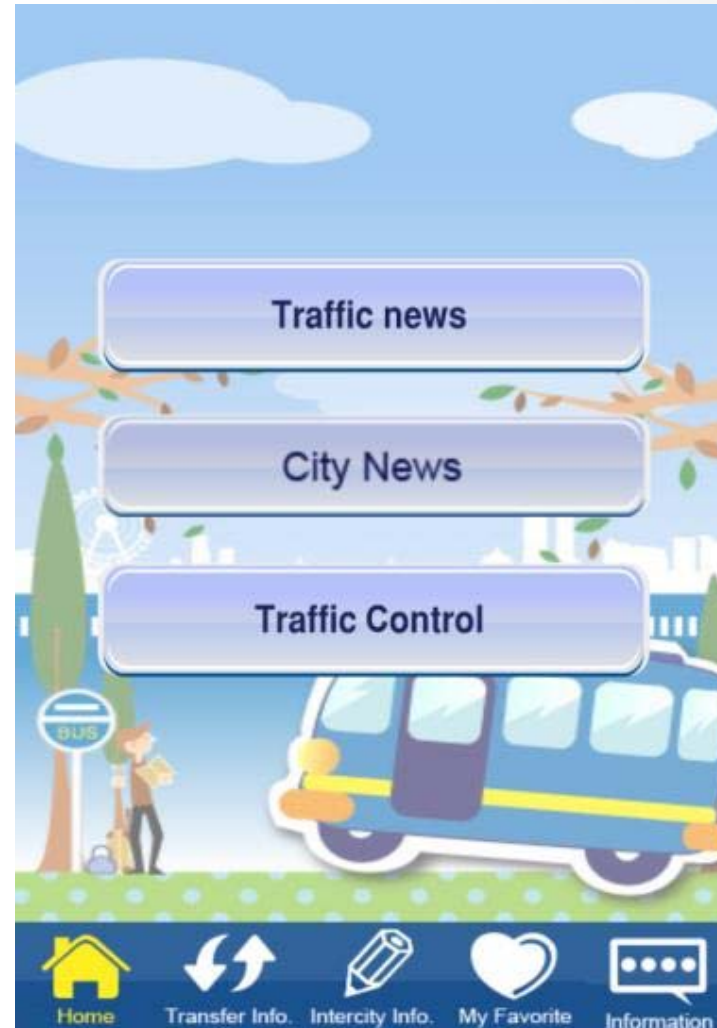 Traffic news
City News
Traffic Control
BUS
Home Transfer Info. Intercity Info. My Favorite Information